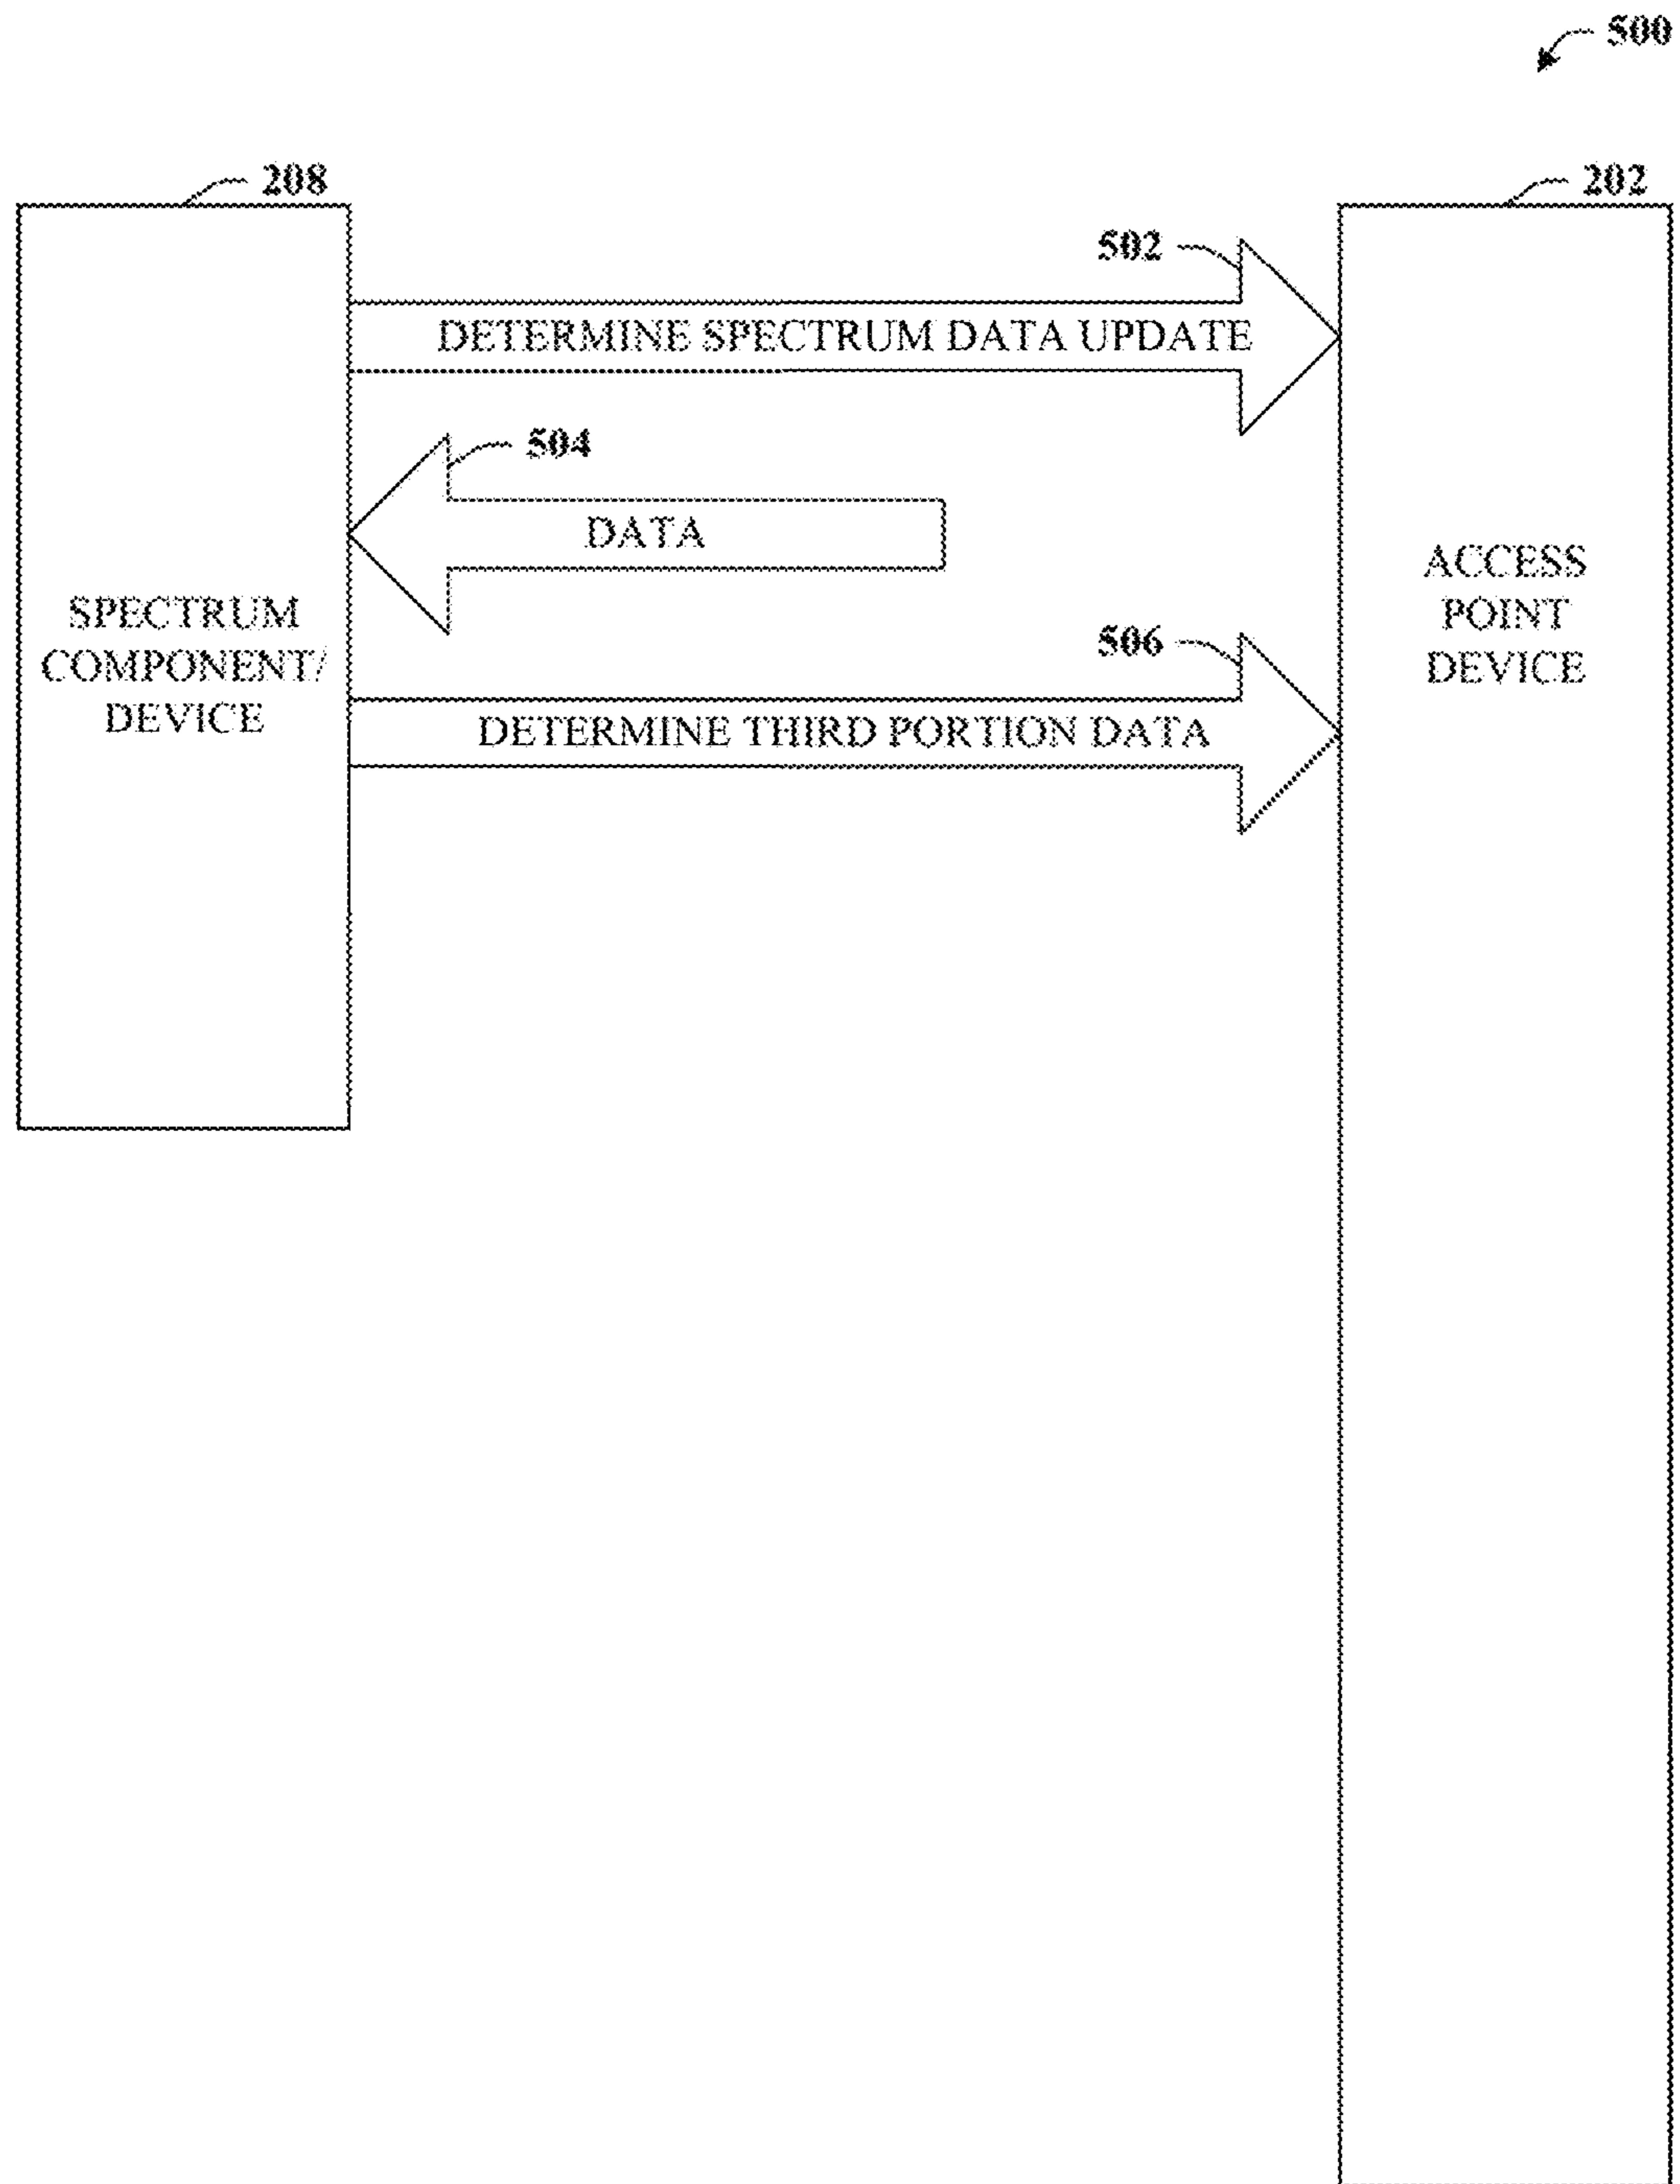 500
208
202
502
DETERMINE SPECTRUM DATA UPDATE
504
DATA
ACCESS
POINT
DEVICE
SPECTRUM
COMPONENT/
DEVICE
506
DETERMINE THIRD PORTION DATA